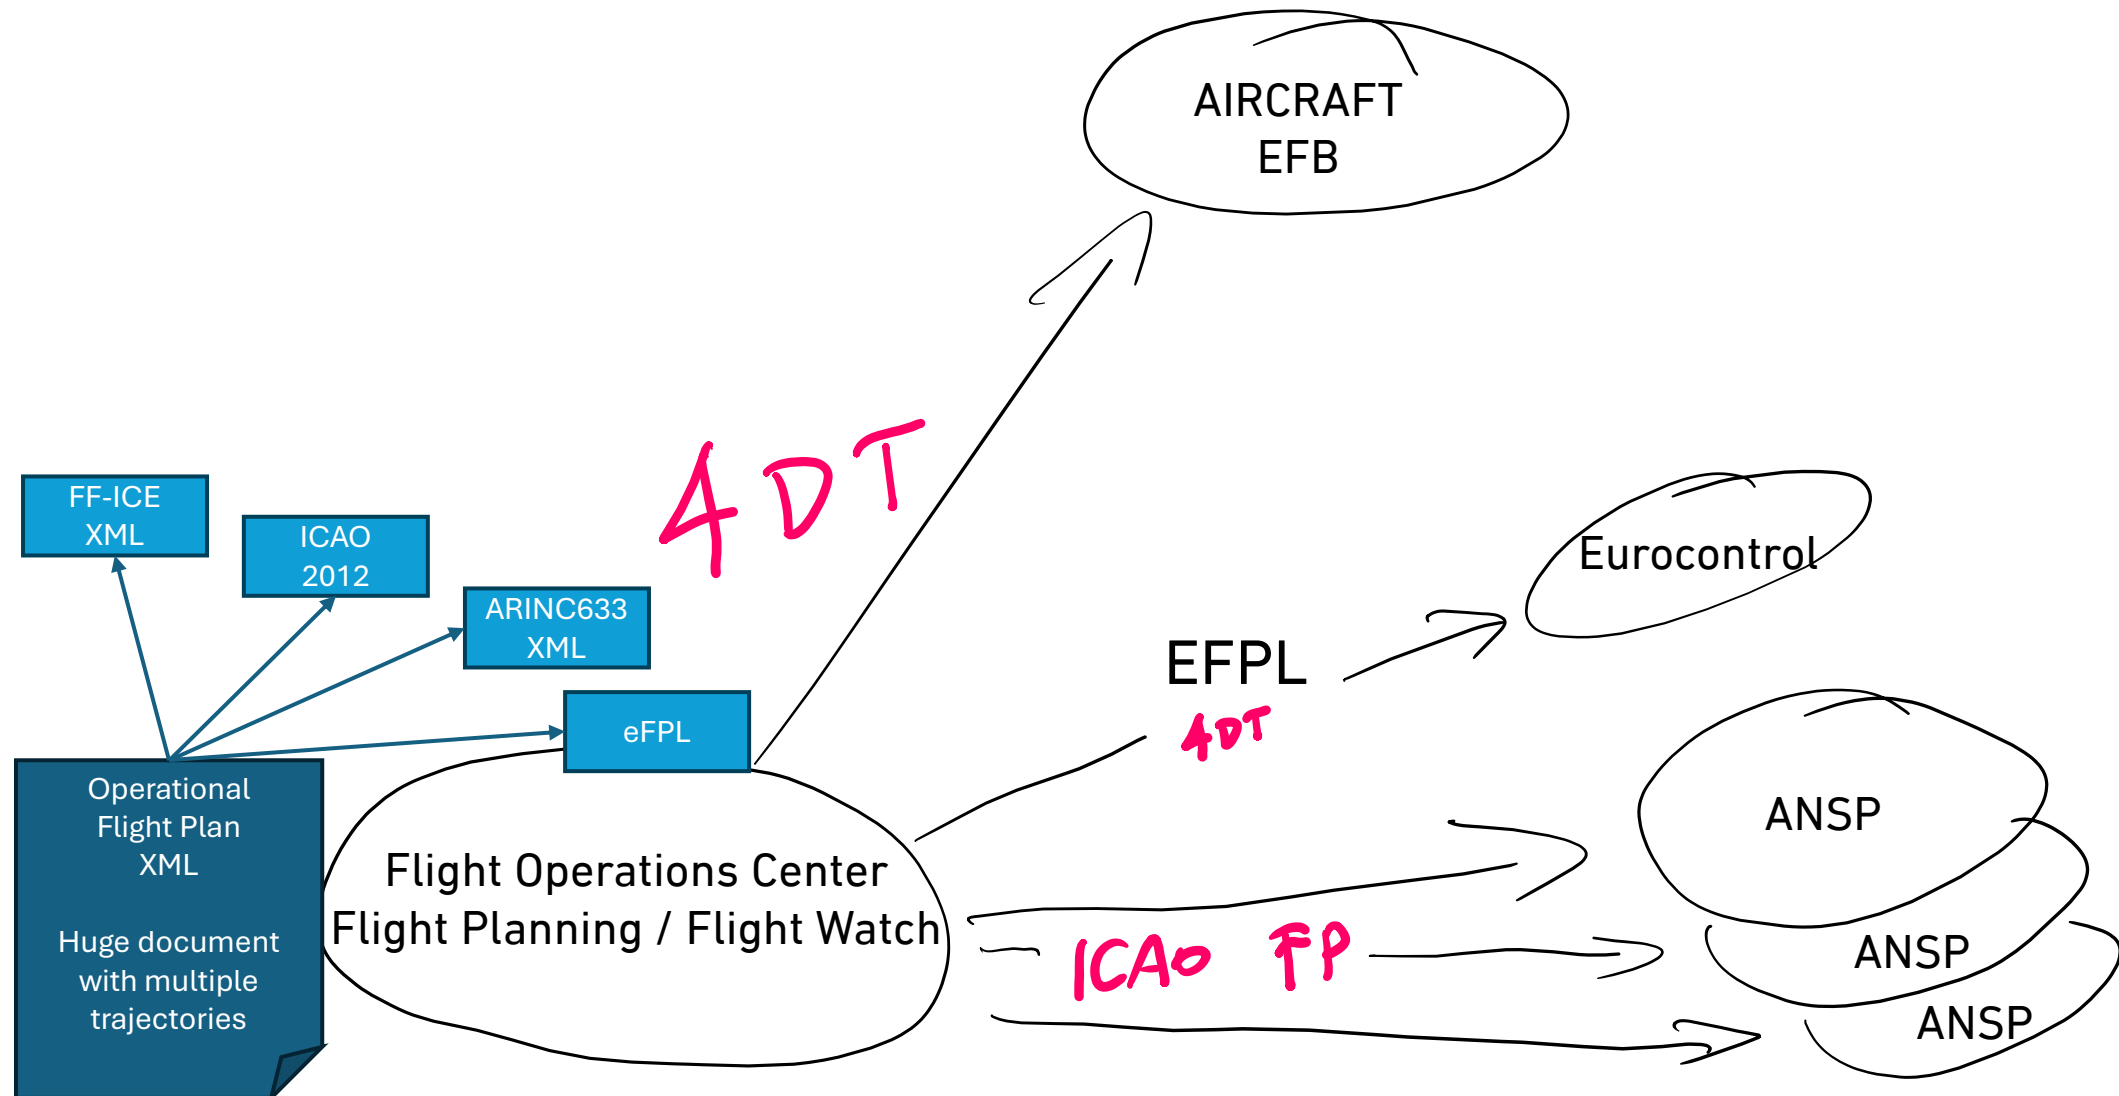 AIRCRAFT
EFB
4DT
FF-ICE
XML
ICAO
2012
ARINC633
XML
eFPL
Eurocontrol
EFPL
4DT
Operational
Flight Plan
XML
Huge document
with multiple
trajectories
Flight Operations Center
Flight Planning / Flight Watch
ICAO FP
ANSP
ANSP
ANSP